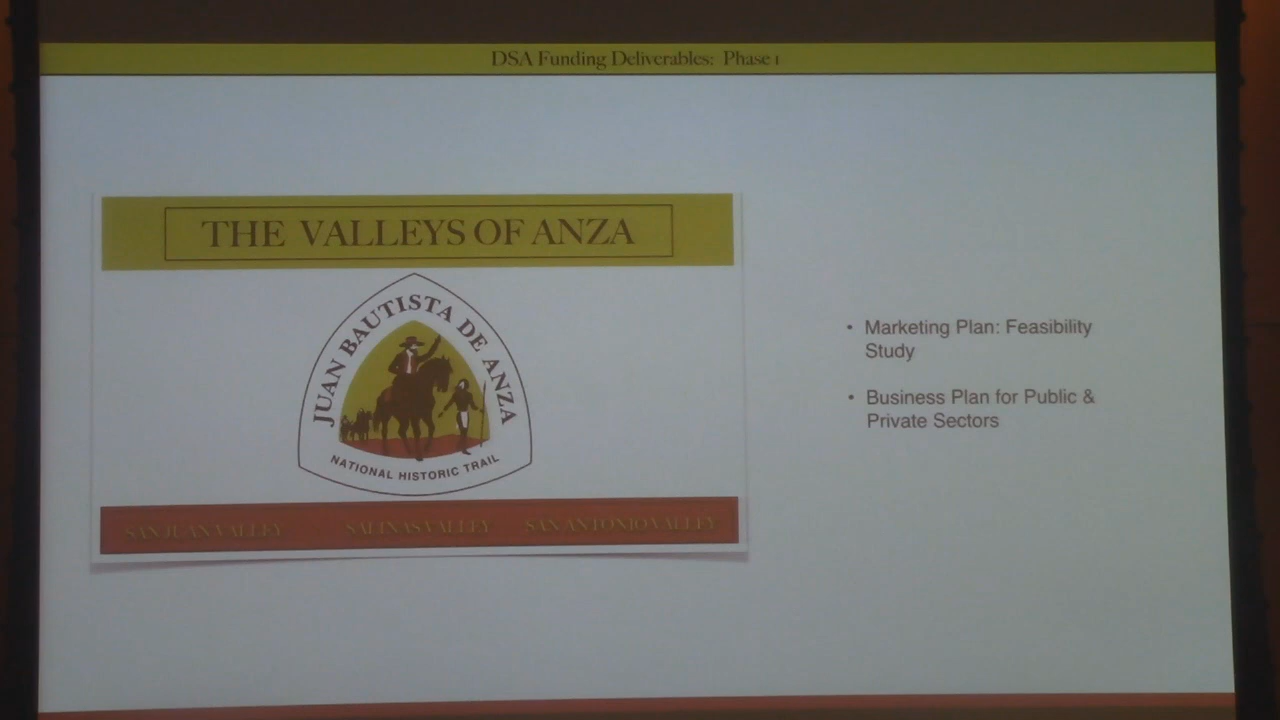 DSA Funding Deliverables: Phase 1
THE VALLEYS OF ANZA
JUAN BAUTISTA DE ANZA
NATIONAL HISTORIC TRAIL
SAN JUAN VALLEY SALINAS VALLEY SAN ANTONIO VALLEY
• Marketing Plan: Feasibility
Study
• Business Plan for Public &
Private Sectors